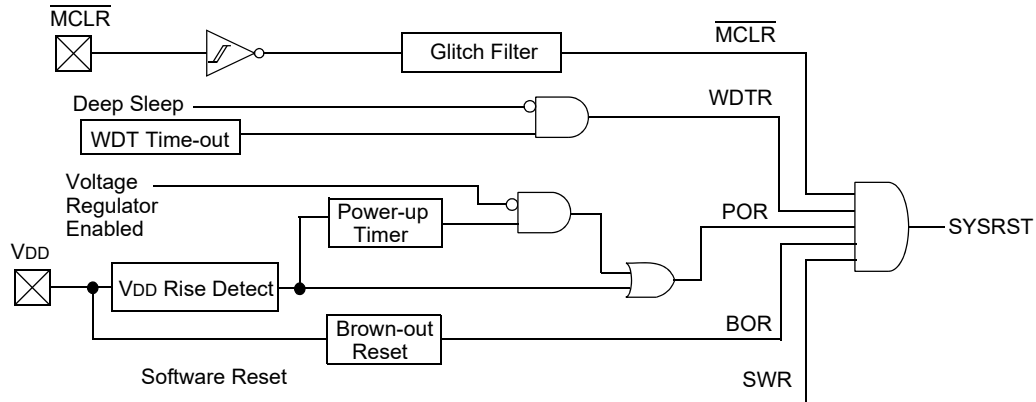 MCLR
Glitch Filter
MCLR
Deep Sleep
WDT Time-out
WDTR
Voltage
Regulator
Enabled
Power-up
Timer
POR
SYSRST
VDD
VDD Rise Detect
Brown-out
Reset
BOR
Software Reset
SWR